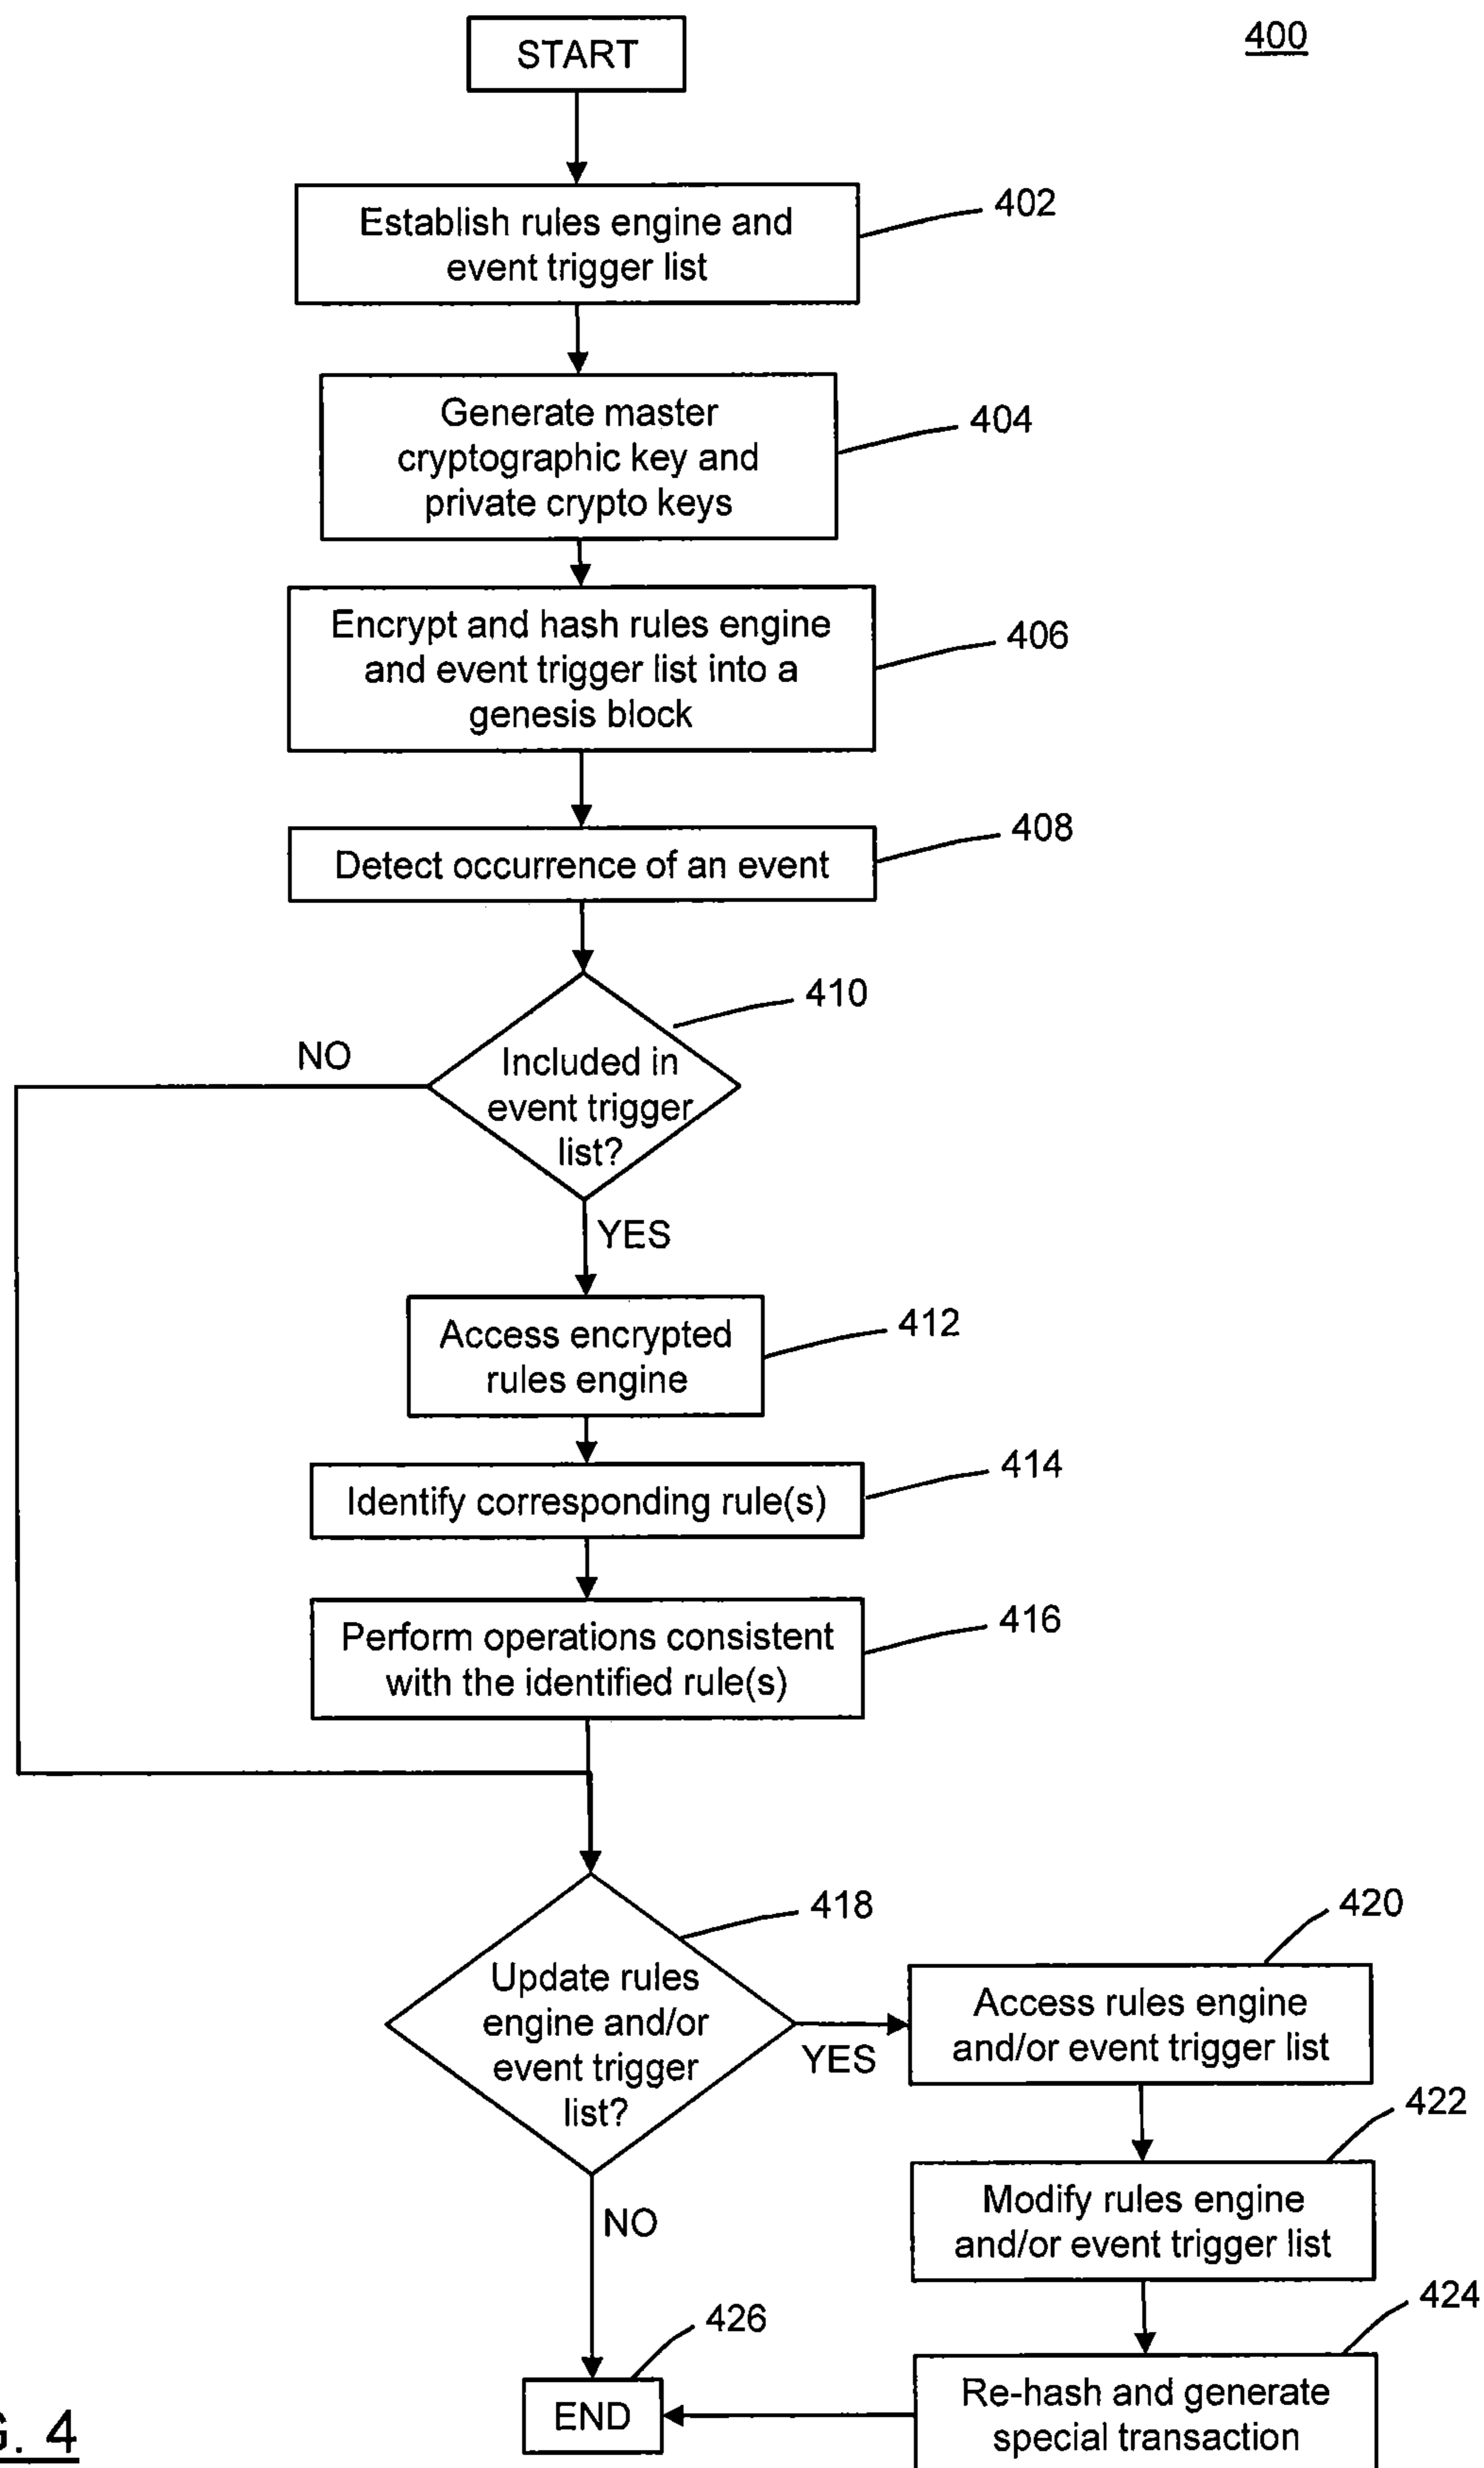 START
400
Establish rules engine and
event trigger list
402
Generate master
cryptographic key and
private crypto keys
404
Encrypt and hash rules engine
and event trigger list into a
genesis block
406
Detect occurrence of an event
408
410
Included in
event trigger
list?
NO
YES
Access encrypted
rules engine
412
Identify corresponding rule(s)
414
Perform operations consistent
with the identified rule(s)
416
418
Update rules
engine and/or
event trigger
list?
YES
NO
420
Access rules engine
and/or event trigger list
422
Modify rules engine
and/or event trigger list
424
Re-hash and generate
special transaction
426
END
G. 4